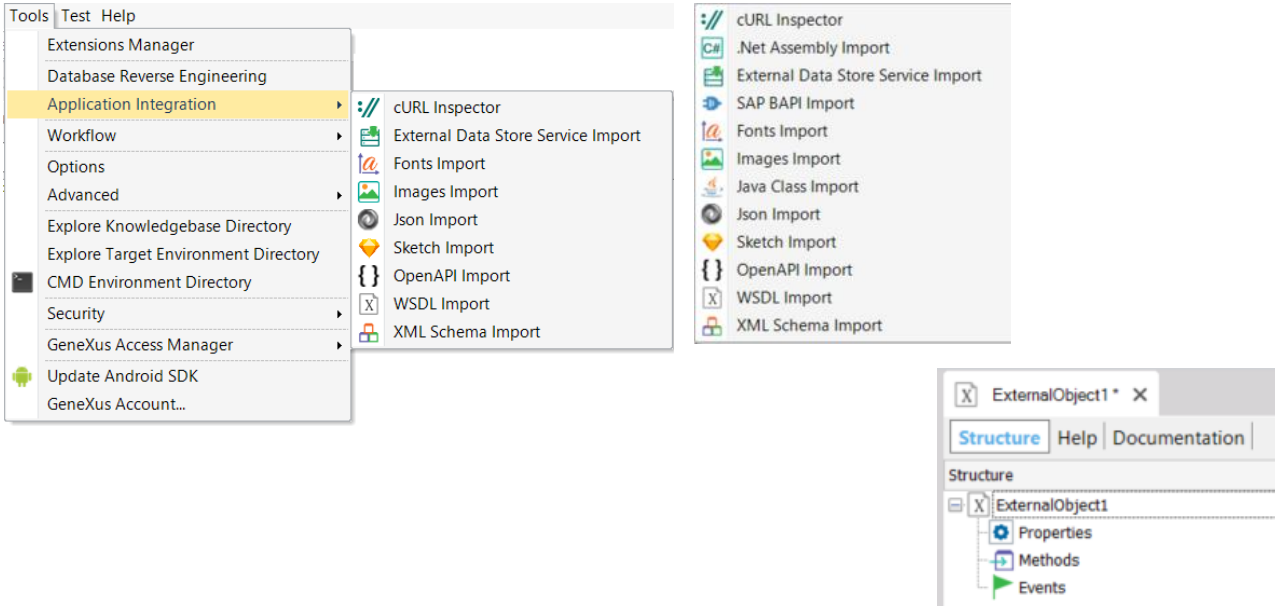 Tools Test Help
Extensions Manager
Database Reverse Engineering
Application Integration
Workflow
Options
Advanced
Explore Knowledgebase Directory
Explore Target Environment Directory
CMD Environment Directory
Security
GeneXus Access Manager
Update Android SDK
GeneXus Account...
cURL Inspector
External Data Store Service Import
Fonts Import
Images Import
Json Import
Sketch Import
OpenAPI Import
WSDL Import
XML Schema Import
cURL Inspector
C# .Net Assembly Import
External Data Store Service Import
SAP BAPI Import
Fonts Import
Images Import
Java Class Import
Json Import
Sketch Import
OpenAPI Import
WSDL Import
XML Schema Import
ExternalObject1*
Structure Help Documentation
Structure
ExternalObject1
Properties
Methods
Events